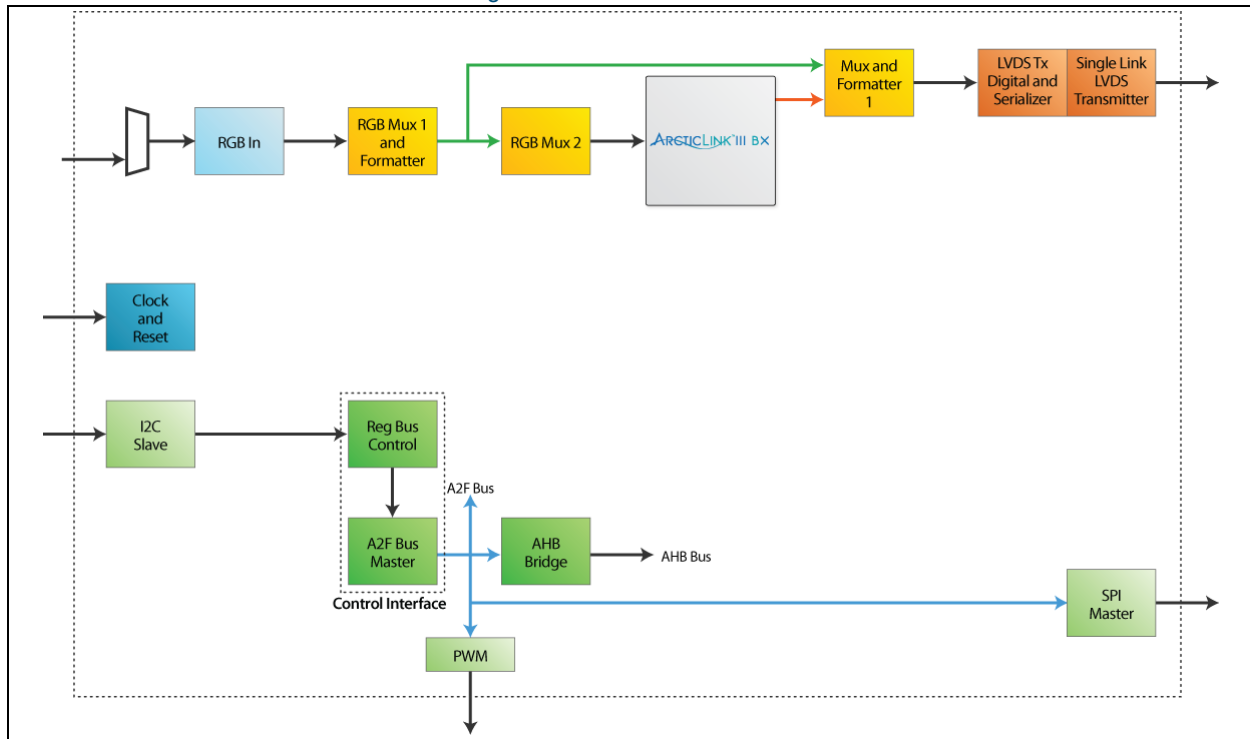 RGB In
RGB Mux 1
and
Formatter
RGB Mux 2
ARCTICLINK III BX
Mux and
Formatter
1
LVDS Tx
Digital and
Serializer
Single Link
LVDS
Transmitter
Clock
and
Reset
I2C
Slave
Reg Bus
Control
A2F Bus
Master
Control Interface
A2F Bus
AHB
Bridge
AHB Bus
SPI
Master
PWM